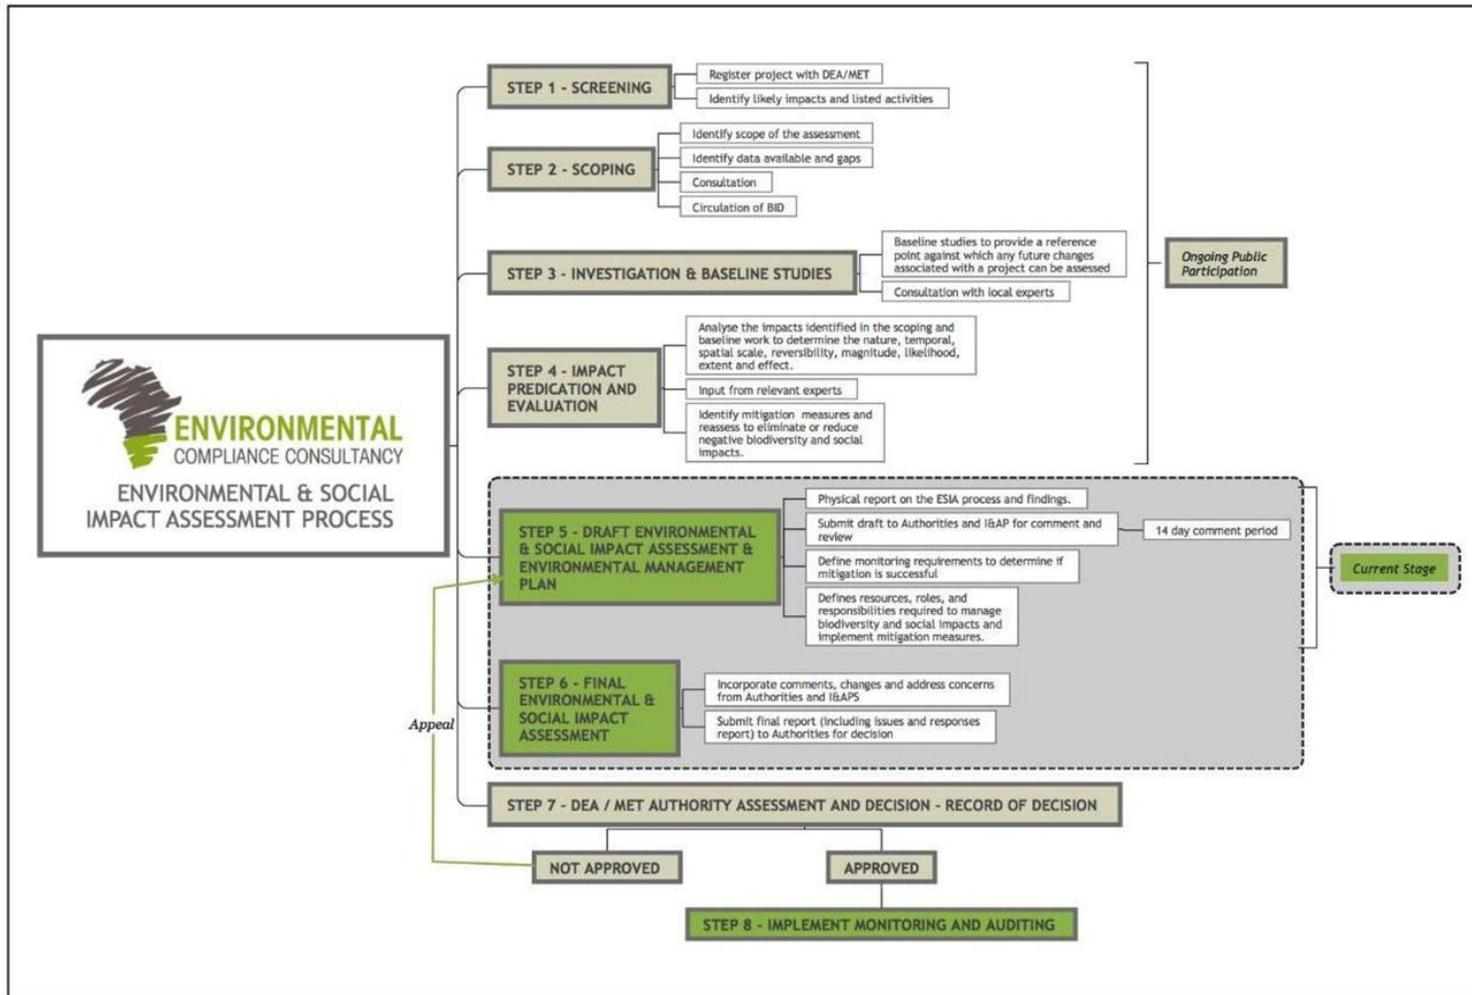 ENVIRONMENTAL
COMPLIANCE CONSULTANCY
ENVIRONMENTAL & SOCIAL
IMPACT ASSESSMENT PROCESS
STEP 1 - SCREENING
Register project with DEA/MET
Identify likely impacts and listed activities
STEP 2 - SCOPING
Identify scope of the assessment
Identify data available and gaps
Consultation
Circulation of BID
STEP 3 - INVESTIGATION & BASELINE STUDIES
Baseline studies to provide a reference
point against which any future changes
associated with a project can be assessed
Consultation with local experts
Ongoing Public
Participation
STEP 4 - IMPACT
PREDICATION AND
EVALUATION
Analyse the impacts identified in the scoping and
baseline work to determine the nature, temporal,
spatial scale, reversibility, magnitude, likelihood,
extent and effect.
Input from relevant experts
Identify mitigation measures and
reassess to eliminate or reduce
negative biodiversity and social
impacts.
STEP 5 - DRAFT ENVIRONMENTAL
& SOCIAL IMPACT ASSESSMENT &
ENVIRONMENTAL MANAGEMENT
PLAN
Physical report on the ESIA process and findings.
Submit draft to Authorities and I&AP for comment and
review
14 day comment period
Define monitoring requirements to determine if
mitigation is successful
Defines resources, roles, and
responsibilities required to manage
biodiversity and social impacts and
implement mitigation measures.
Current Stage
STEP 6 - FINAL
ENVIRONMENTAL &
SOCIAL IMPACT
ASSESSMENT
Incorporate comments, changes and address concerns
from Authorities and I&APS
Submit final report (including issues and responses
report) to Authorities for decision
Appeal
STEP 7 - DEA / MET AUTHORITY ASSESSMENT AND DECISION - RECORD OF DECISION
NOT APPROVED
APPROVED
STEP 8 - IMPLEMENT MONITORING AND AUDITING